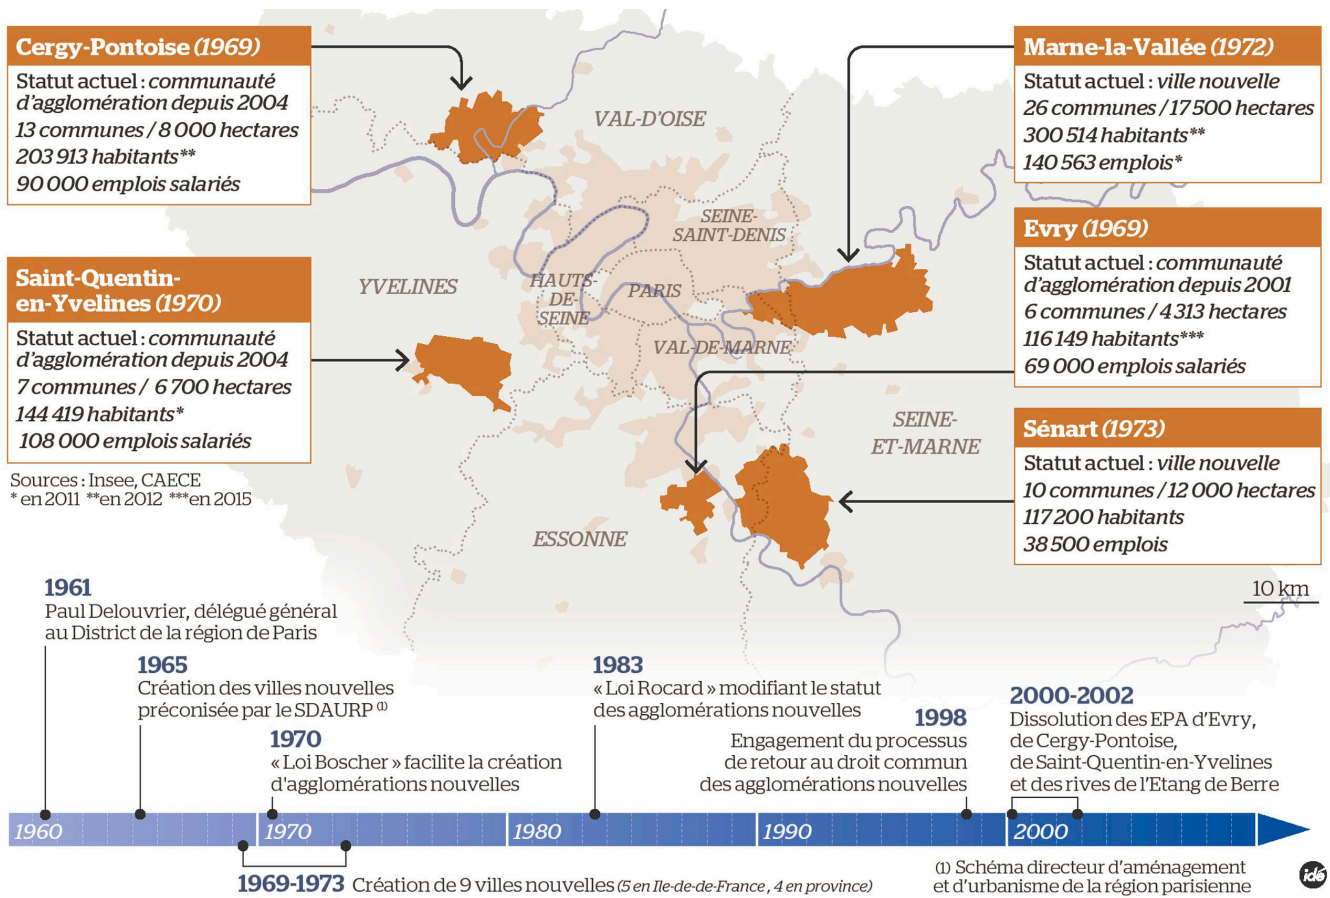 Cergy-Pontoise (1969)
Statut actuel : communauté
d'agglomération depuis 2004
13 communes / 8 000 hectares
203 913 habitants**
90 000 emplois salariés
Saint-Quentin-
en-Yvelines (1970)
Statut actuel : communauté
d'agglomération depuis 2004
7 communes / 6 700 hectares
144 419 habitants*
108 000 emplois salariés
Sources : Insee, CAECE
* en 2011 **en 2012 ***en 2015
VAL-D'OISE
SEINE-
SAINT-DENIS
YVELINES
HAUTS-
DE-
SEINE
PARIS
VAL-DE-MARNE
SEINE-
ET-MARNE
ESSONNE
Marne-la-Vallée (1972)
Statut actuel : ville nouvelle
26 communes / 17 500 hectares
300 514 habitants**
140 563 emplois*
Evry (1969)
Statut actuel : communauté
d'agglomération depuis 2001
6 communes / 4 313 hectares
116 149 habitants***
69 000 emplois salariés
Sénart (1973)
Statut actuel : ville nouvelle
10 communes / 12 000 hectares
117 200 habitants
38 500 emplois
10 km
1961
Paul Delouvrier, délégué général
au District de la région de Paris
1965
Création des villes nouvelles
préconisée par le SDAURP (1)
1970
« Loi Boscher » facilite la création
d'agglomérations nouvelles
1983
« Loi Rocard » modifiant le statut
des agglomérations nouvelles
1998
Engagement du processus
de retour au droit commun
des agglomérations nouvelles
2000-2002
Dissolution des EPA d'Evry,
de Cergy-Pontoise,
de Saint-Quentin-en-Yvelines
et des rives de l'Etang de Berre
1960
1970
1980
1990
2000
1969-1973 Création de 9 villes nouvelles (5 en Ile-de-de-France , 4 en province)
(1) Schéma directeur d'aménagement
et d'urbanisme de la région parisienne
idé